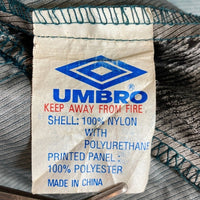 UMBRO
KEEP AWAY FROM FIRE.
SHELL: 100% NYLON
WITH
POLYURETHANE
PRINTED PANEL:
100% POLYESTER
MADE IN CHINA